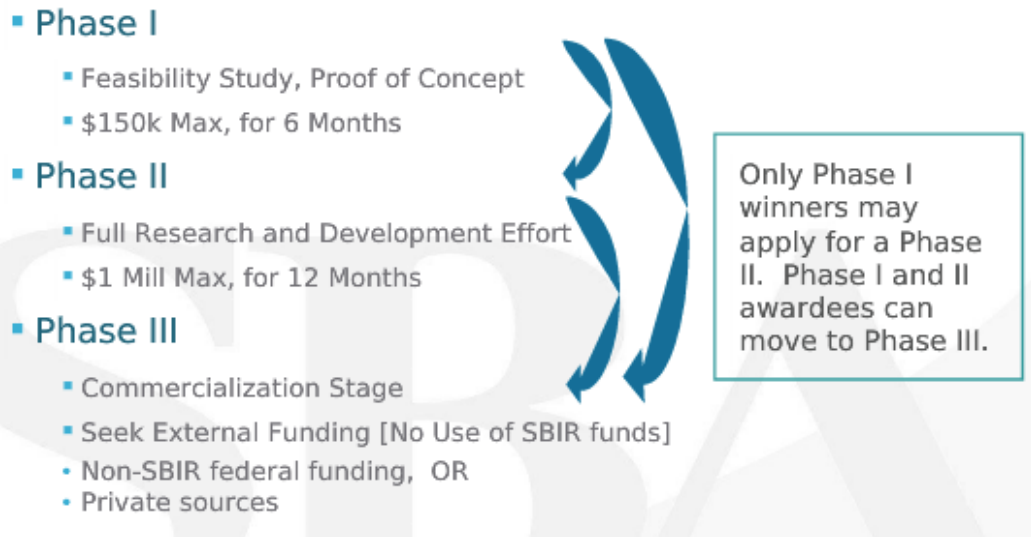 Phase I
Feasibility Study, Proof of Concept
$150k Max, for 6 Months
Phase II
Full Research and Development Effort
$1 Mill Max, for 12 Months
Phase III
Commercialization Stage
Seek External Funding [No Use of SBIR funds]
Non-SBIR federal funding, OR
Private sources
Only Phase I
winners may
apply for a Phase
II. Phase I and II
awardees can
move to Phase III.
SBA